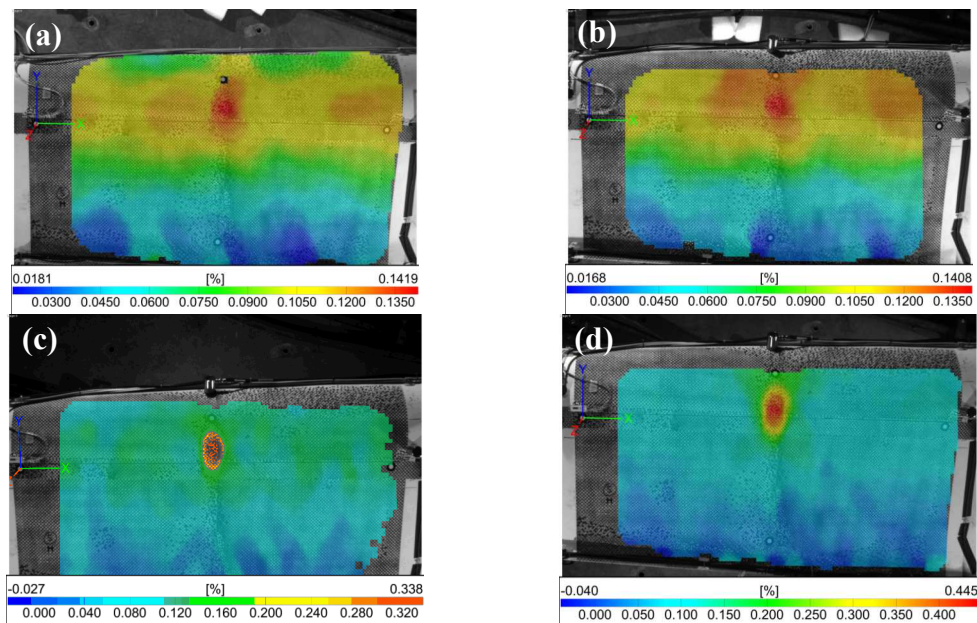 (a)
Y
X
Z
0.0181 [%] 0.1419
0.0300 0.0450 0.0600 0.0750 0.0900 0.1050 0.1200 0.1350
(b)
Y
X
Z
0.0168 [%] 0.1408
0.0300 0.0450 0.0600 0.0750 0.0900 0.1050 0.1200 0.1350
(c)
Y
X
-0.027 [%] 0.338
0.000 0.040 0.080 0.120 0.160 0.200 0.240 0.280 0.320
(d)
Y
X
Z
-0.040 [%] 0.445
0.000 0.050 0.100 0.150 0.200 0.250 0.300 0.350 0.400